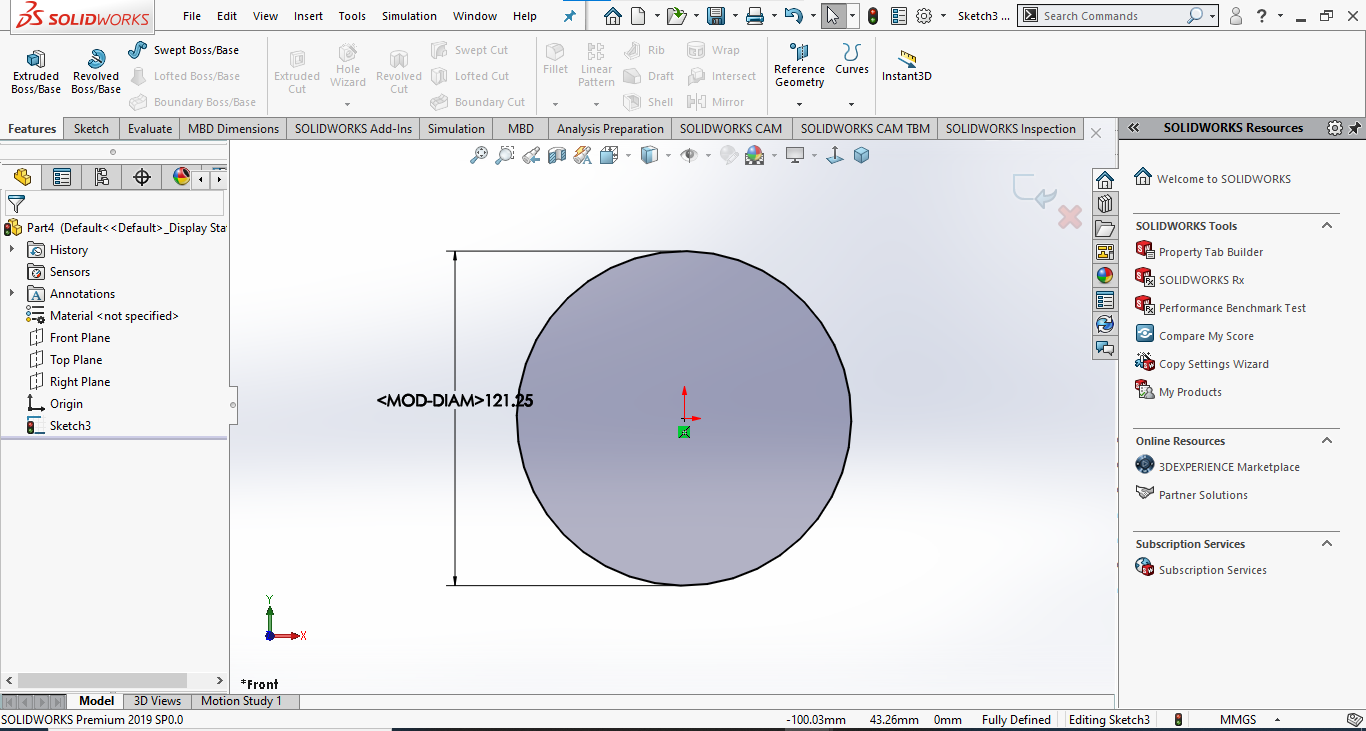 SOLIDWORKS File Edit View Insert Tools Simulation Window Help Sketch3 ... Search Commands ?
Extruded Boss/Base
Revolved Boss/Base
Swept Boss/Base
Lofted Boss/Base
Boundary Boss/Base
Extruded Cut
Hole Wizard
Revolved Cut
Swept Cut
Lofted Cut
Boundary Cut
Fillet
Linear Pattern
Rib
Draft
Shell
Wrap
Intersect
Mirror
Reference Geometry
Curves
Instant3D
Features Sketch Evaluate MBD Dimensions SOLIDWORKS Add-Ins Simulation MBD Analysis Preparation SOLIDWORKS CAM SOLIDWORKS CAM TBM SOLIDWORKS Inspection
Part4 (Default<<Default>_Display Sta
History
Sensors
Annotations
Material <not specified>
Front Plane
Top Plane
Right Plane
Origin
Sketch3
<MOD-DIAM>121.25
Y
X
*Front
SOLIDWORKS Resources
Welcome to SOLIDWORKS
SOLIDWORKS Tools
Property Tab Builder
SOLIDWORKS Rx
Performance Benchmark Test
Compare My Score
Copy Settings Wizard
My Products
Online Resources
3DEXPERIENCE Marketplace
Partner Solutions
Subscription Services
Subscription Services
Model 3D Views Motion Study 1
SOLIDWORKS Premium 2019 SP0.0 -100.03mm 43.26mm 0mm Fully Defined Editing Sketch3 MMGS